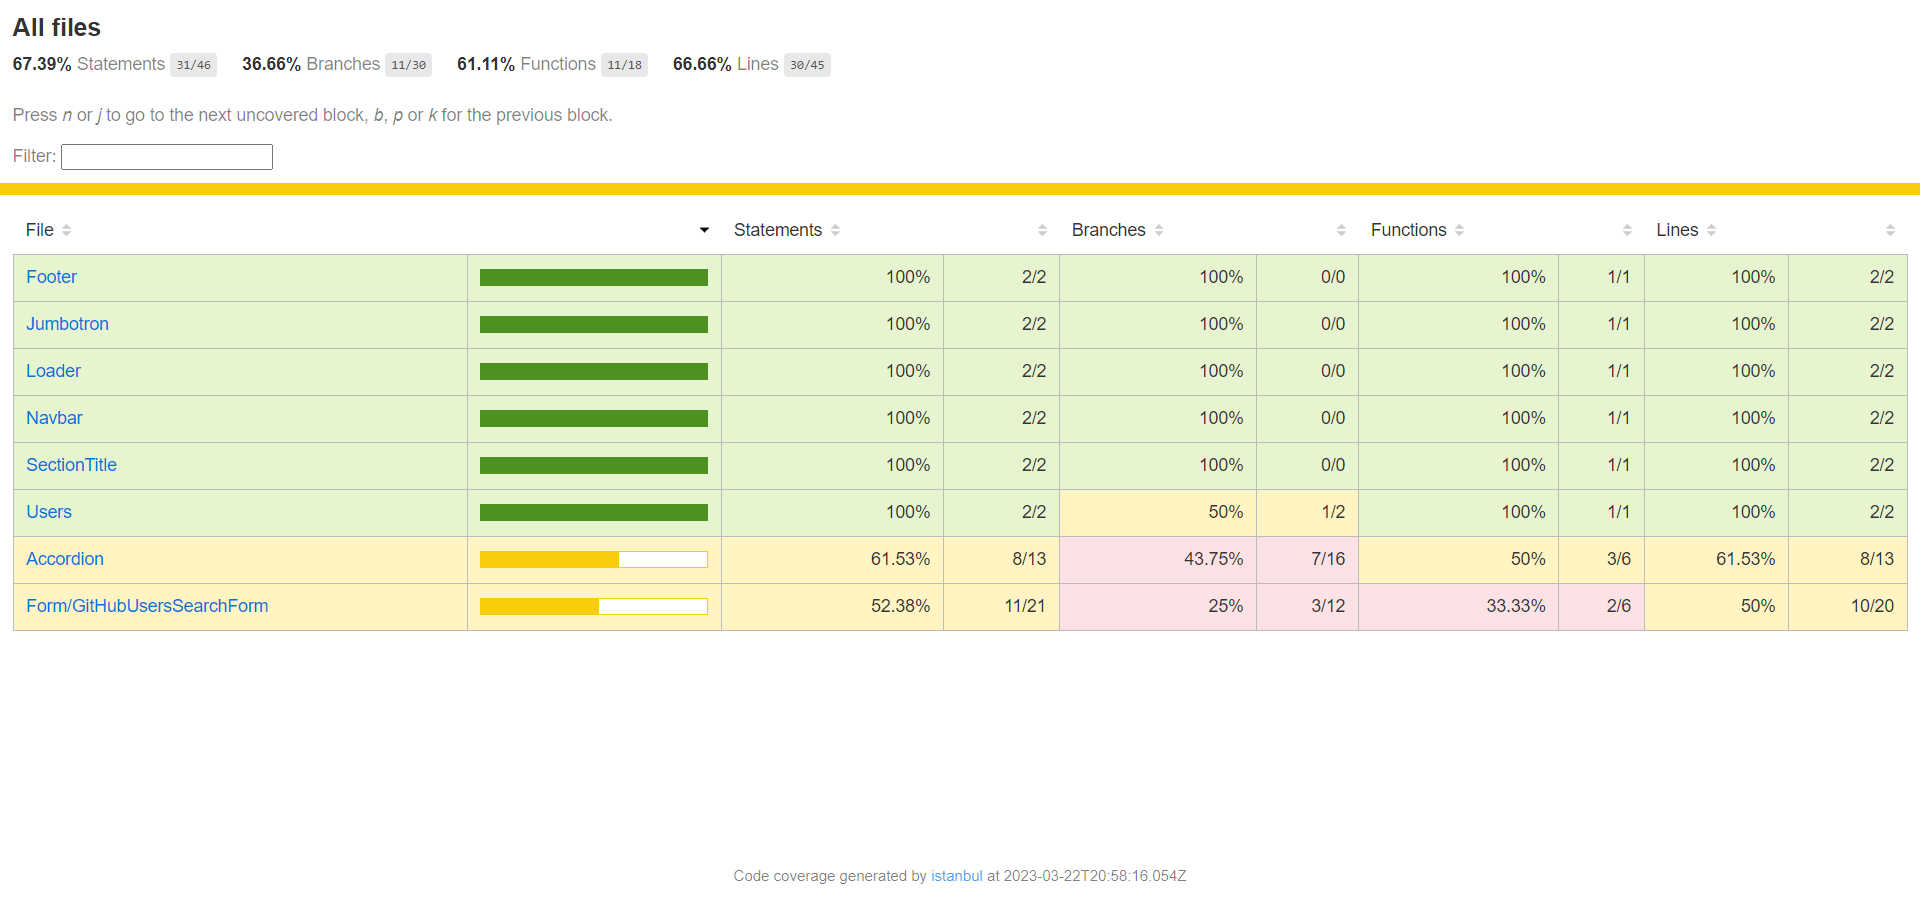 All files
67.39% Statements 31/46 36.66% Branches 11/30 61.11% Functions 11/18 66.66% Lines 30/45
Press n or j to go to the next uncovered block, b, p or k for the previous block.
Filter:
File Statements Branches Functions Lines
Footer 100% 2/2 100% 0/0 100% 1/1 100% 2/2
Jumbotron 100% 2/2 100% 0/0 100% 1/1 100% 2/2
Loader 100% 2/2 100% 0/0 100% 1/1 100% 2/2
Navbar 100% 2/2 100% 0/0 100% 1/1 100% 2/2
SectionTitle 100% 2/2 100% 0/0 100% 1/1 100% 2/2
Users 100% 2/2 50% 1/2 100% 1/1 100% 2/2
Accordion 61.53% 8/13 43.75% 7/16 50% 3/6 61.53% 8/13
Form/GitHubUsersSearchForm 52.38% 11/21 25% 3/12 33.33% 2/6 50% 10/20
Code coverage generated by istanbul at 2023-03-22T20:58:16.054Z